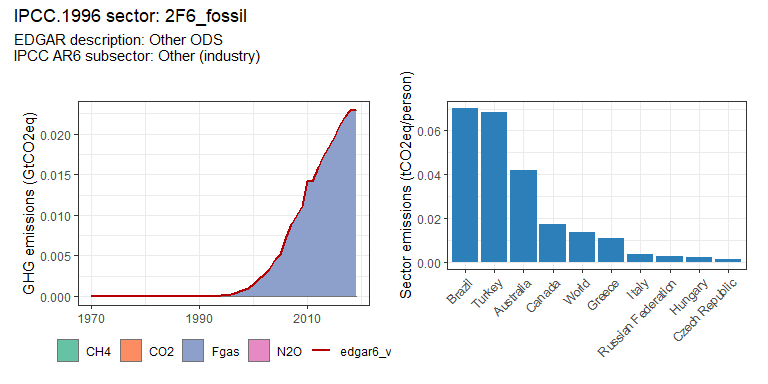 IPCC.1996 sector: 2F6_fossil
EDGAR description: Other ODS
IPCC AR6 subsector: Other (industry)
GHG emissions (GtCO2eq)
0.020
0.015
0.010
0.005
0.000
1970
1990
2010
CH4
CO2
Fgas
N2O
edgar6_v
Sector emissions (tCO2eq/person)
0.06
0.04
0.02
0.00
Brazil
Turkey
Australia
Canada
World
Greece
Italy
Russian Federation
Hungary
Czech Republic